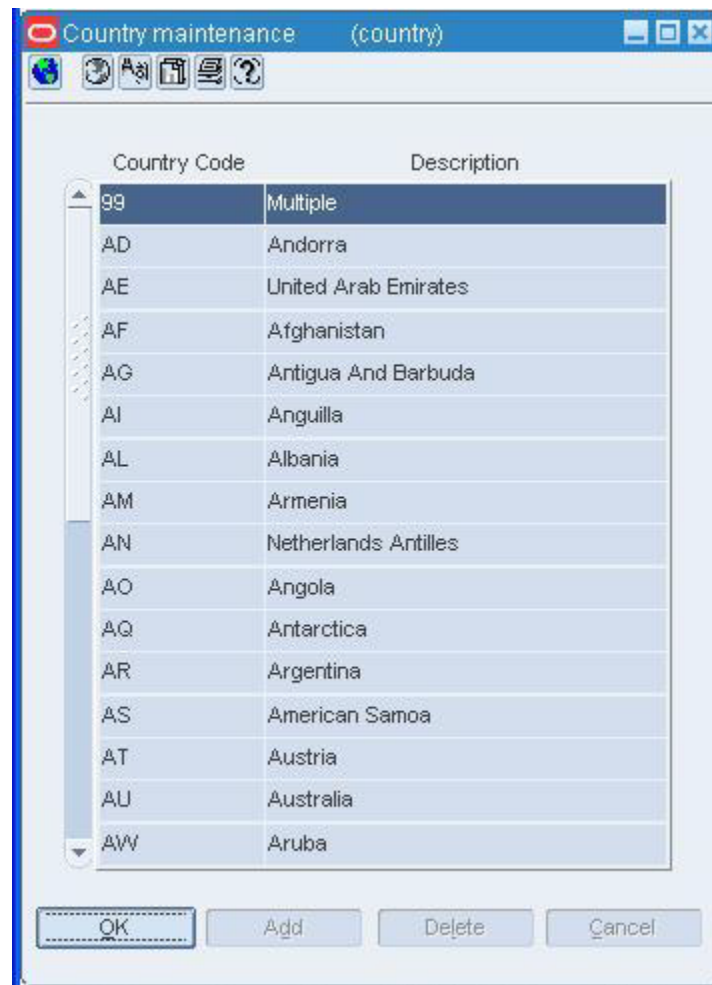 Country maintenance (country)
Country Code Description
99 Multiple
AD Andorra
AE United Arab Emirates
AF Afghanistan
AG Antigua And Barbuda
AI Anguilla
AL Albania
AM Armenia
AN Netherlands Antilles
AO Angola
AQ Antarctica
AR Argentina
AS American Samoa
AT Austria
AU Australia
AW Aruba
OK Add Delete Cancel